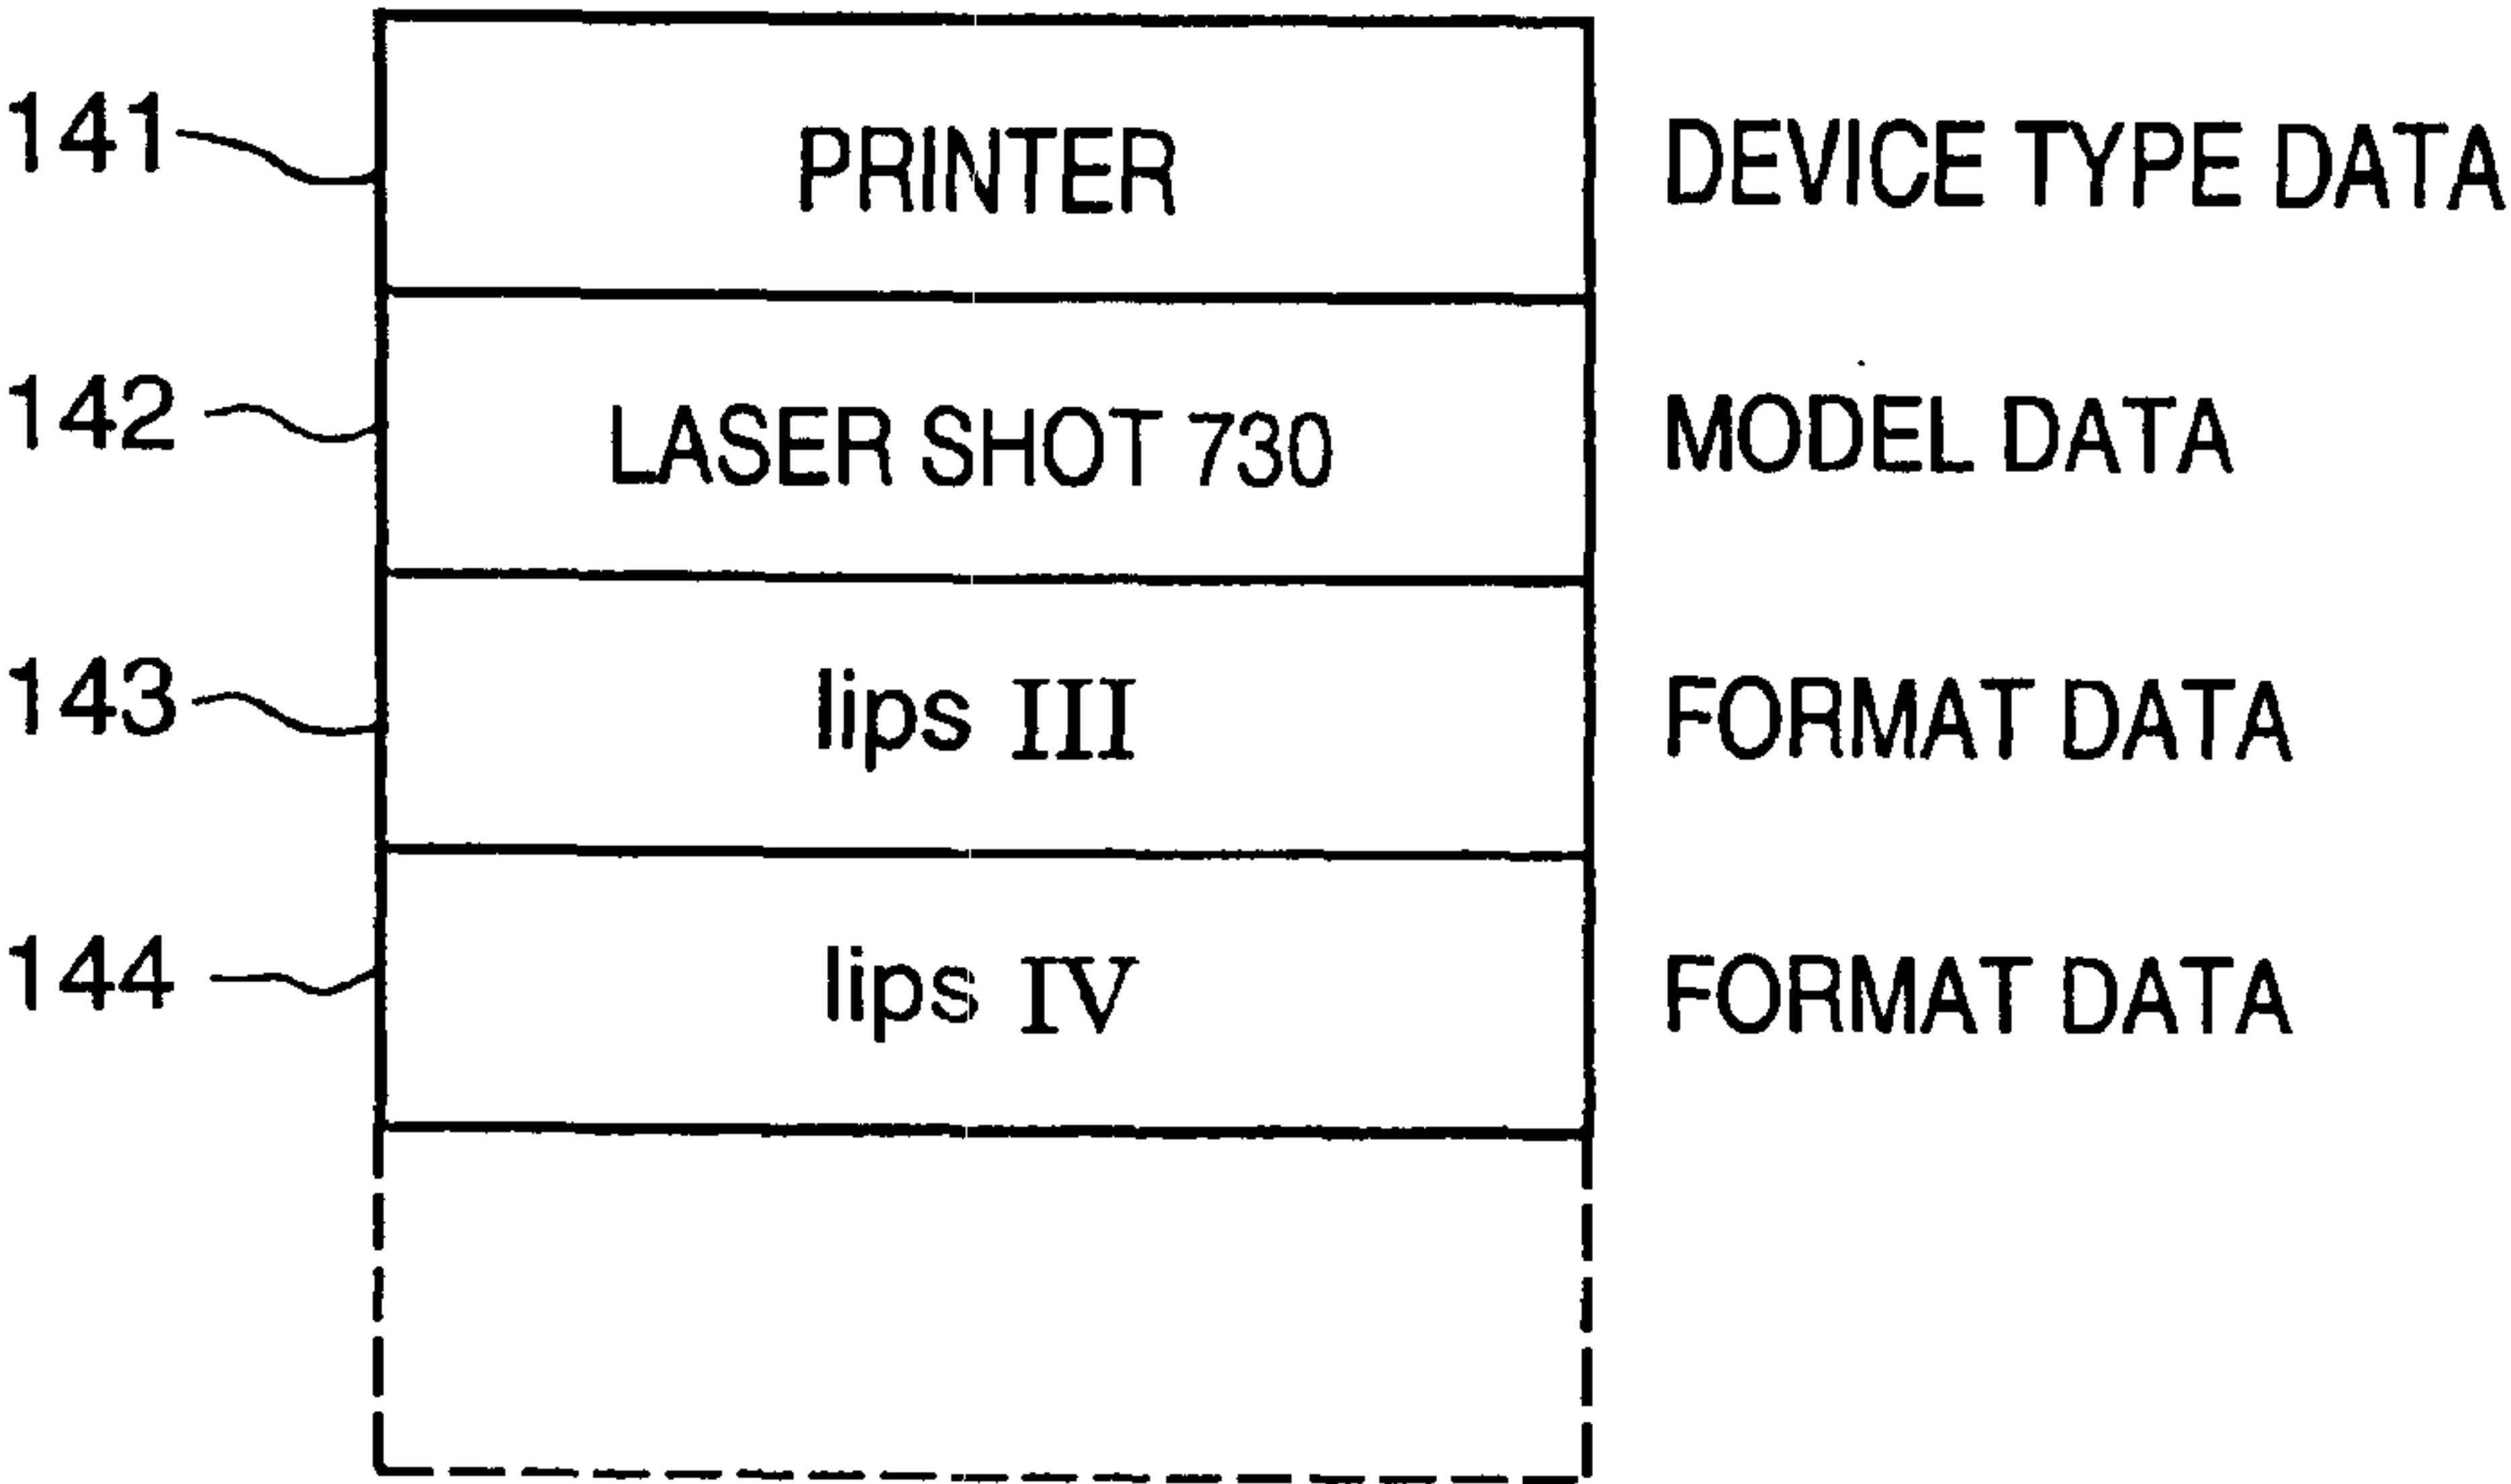 141 PRINTER DEVICE TYPE DATA
142 LASER SHOT 730 MODEL DATA
143 lips III FORMAT DATA
144 lips IV FORMAT DATA